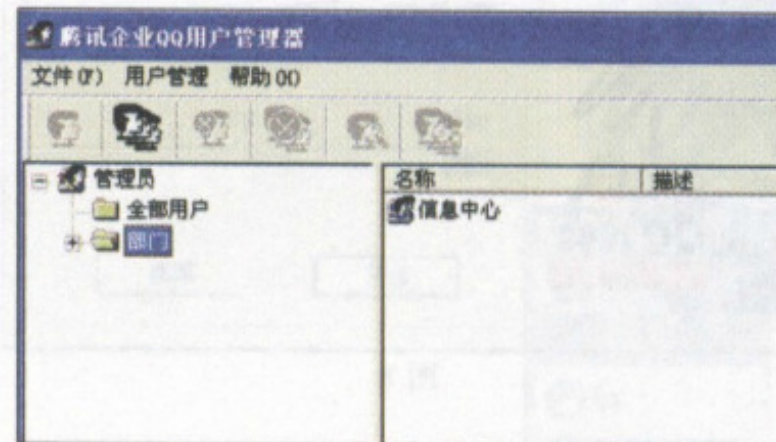 腾讯企业QQ用户管理器
文件(F) 用户管理 帮助(H)
管理员
全部用户
部门
名称 描述
信息中心